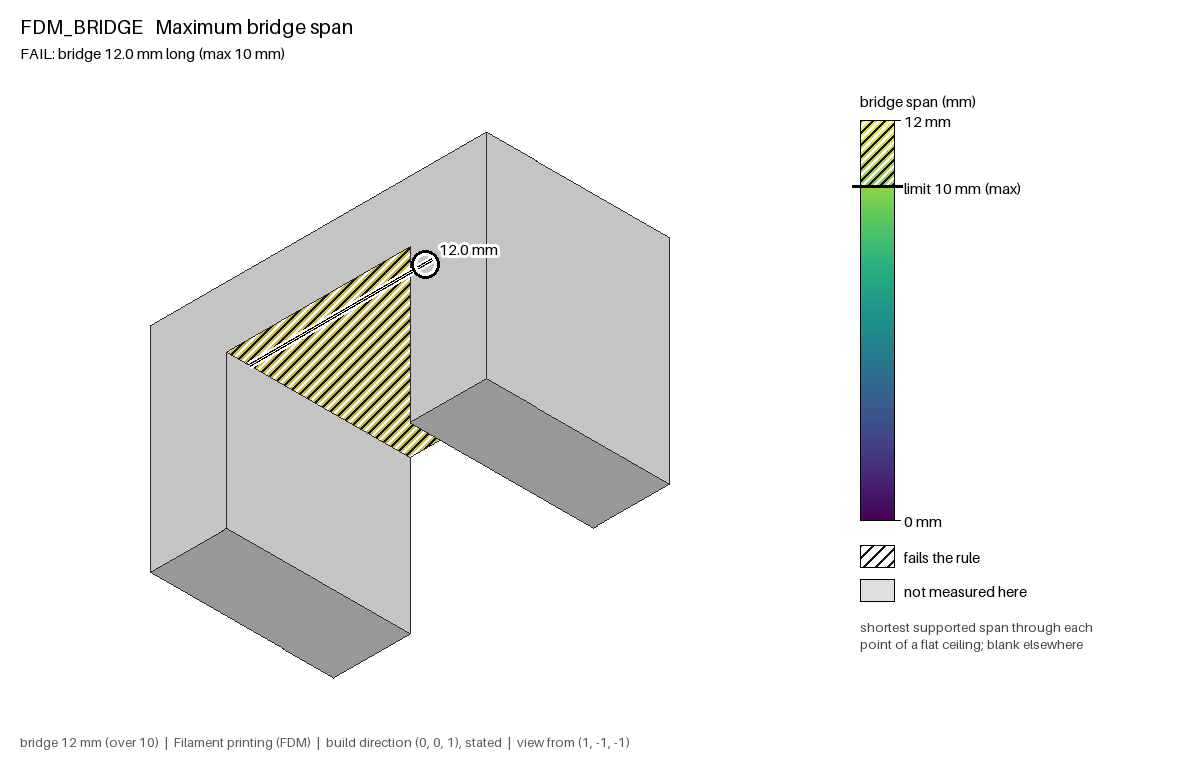 FDM_BRIDGE Maximum bridge span
FAIL: bridge 12.0 mm long (max 10 mm)
bridge span (mm)
12 mm
limit 10 mm (max)
12.0 mm
0 mm
fails the rule
not measured here
shortest supported span through each
point of a flat ceiling; blank elsewhere
bridge 12 mm (over 10) | Filament printing (FDM) | build direction (0, 0, 1), stated | view from (1, -1, -1)